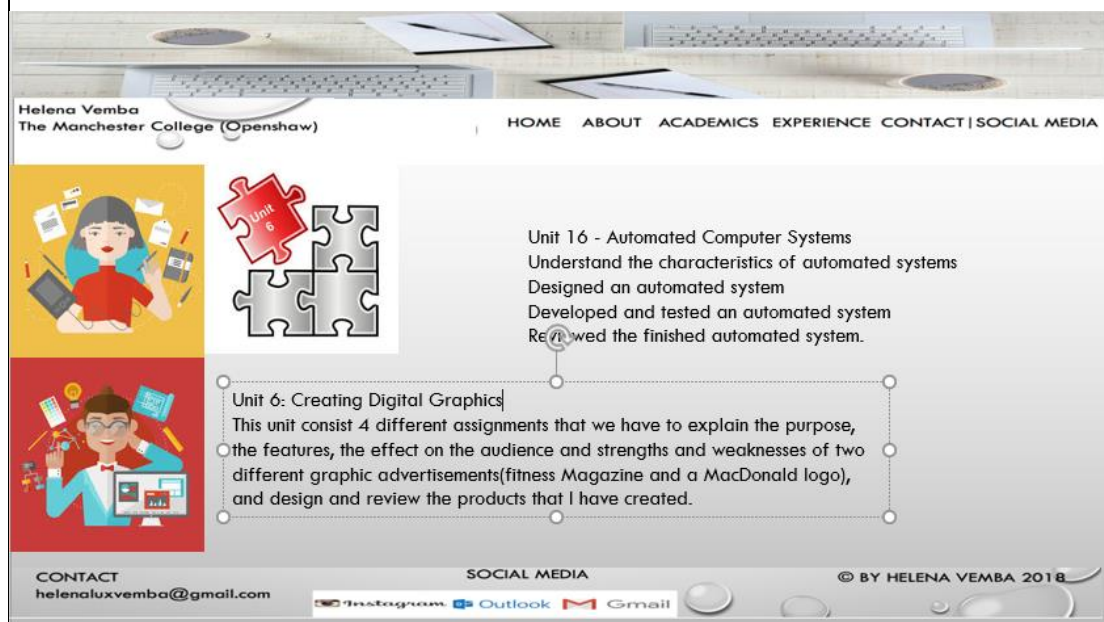 Helena Vemba
The Manchester College (Openshaw)
HOME ABOUT ACADEMICS EXPERIENCE CONTACT|SOCIAL MEDIA
Unit 6
Unit 16 - Automated Computer Systems
Understand the characteristics of automated systems
Designed an automated system
Developed and tested an automated system
Reviewed the finished automated system.
Unit 6: Creating Digital Graphics
This unit consist 4 different assignments that we have to explain the purpose,
the features, the effect on the audience and strengths and weaknesses of two
different graphic advertisements(fitness Magazine and a MacDonald logo),
and design and review the products that I have created.
CONTACT
helenaluxvemba@gmail.com
SOCIAL MEDIA
Instagram Outlook Gmail
© BY HELENA VEMBA 2018